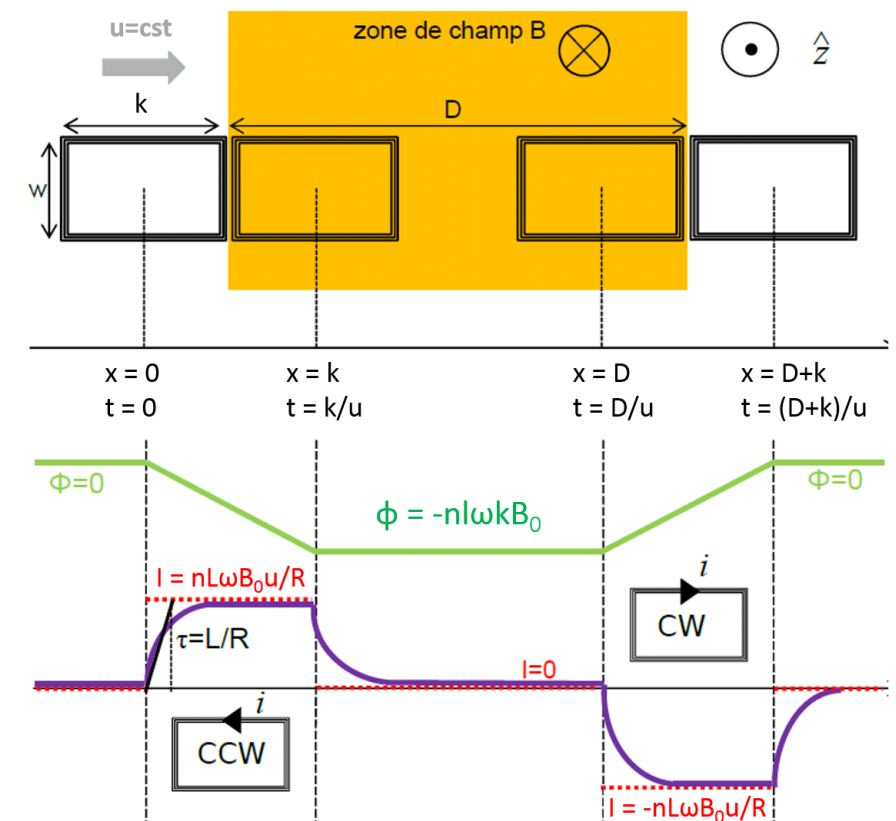 u=cst
zone de champ B
ẑ
k
D
w
x = 0
x = k
x = D
x = D+k
t = 0
t = k/u
t = D/u
t = (D+k)/u
Φ=0
Φ=0
ϕ = -nlωkB₀
I = nLωB₀u/R
i
τ=L/R
CW
I=0
i
CCW
I = -nLωB₀u/R